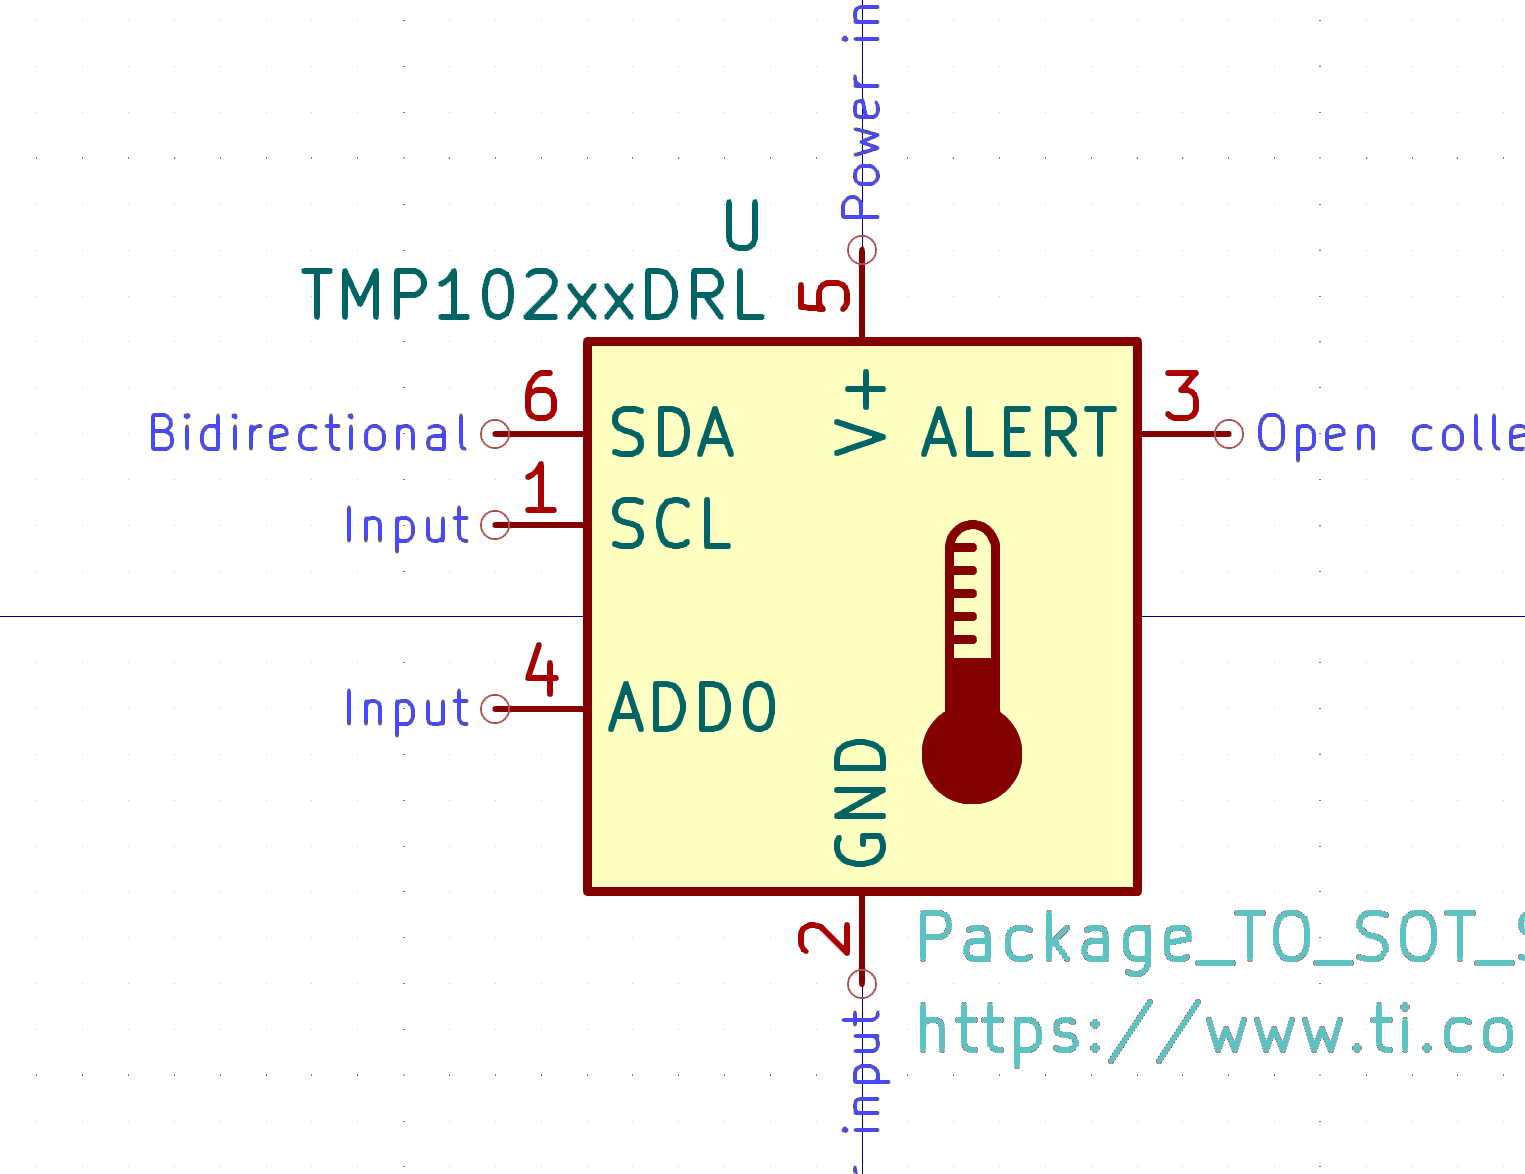 Power in
U
TMP102xxDRL
5
V+
Bidirectional
6
SDA
ALERT
3
Open colle
Input
1
SCL
Input
4
ADD0
GND
2
input
Package_TO_SOT_S
https://www.ti.co